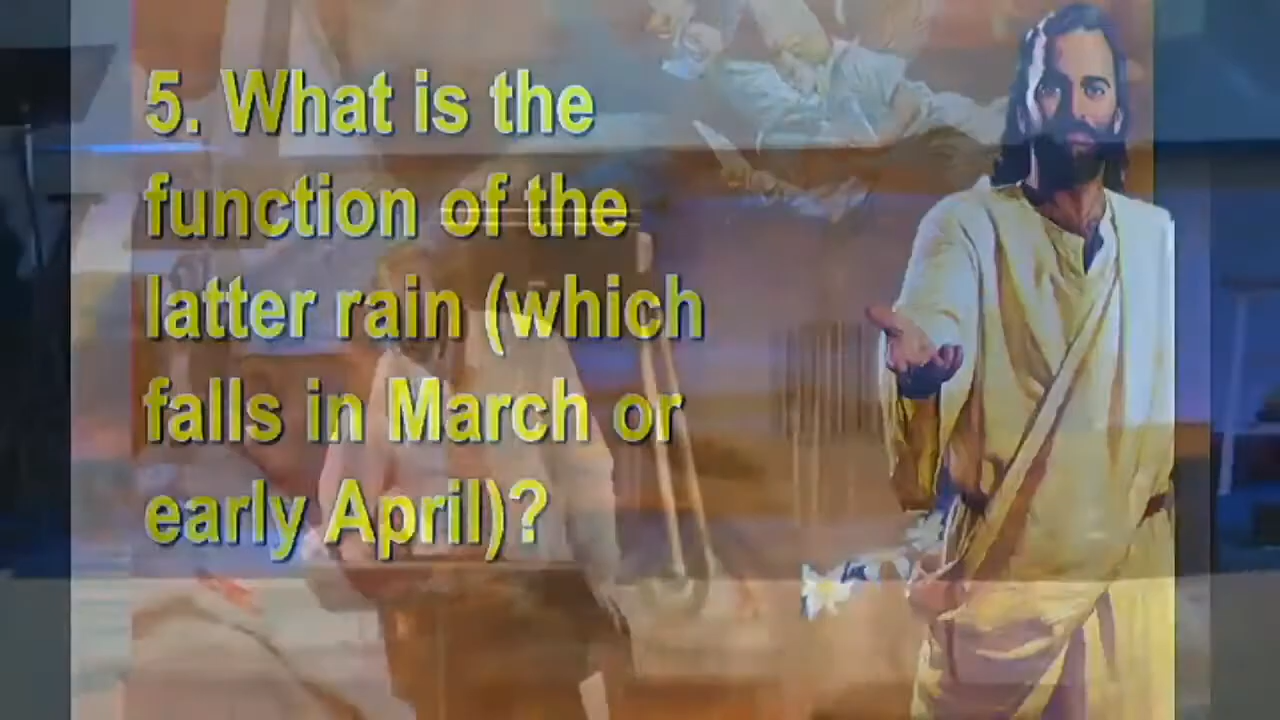 5. What is the
function of the
latter rain (which
falls in March or
early April)?